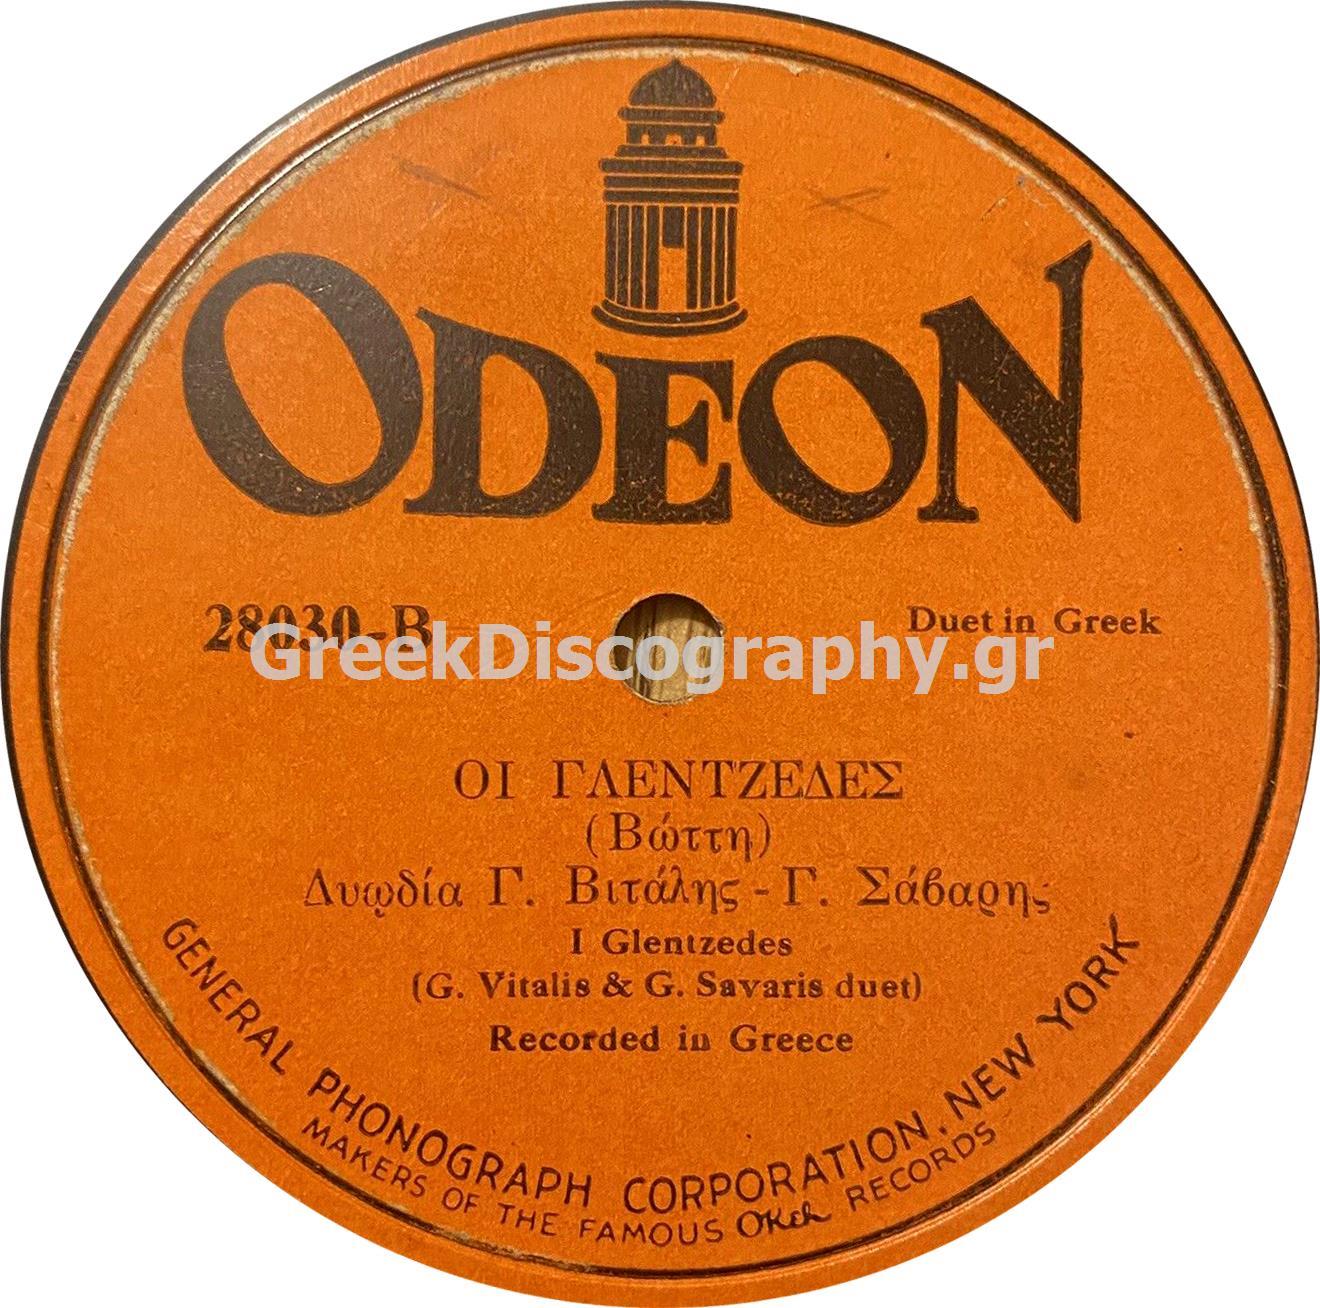 ODEON
28030-B
Duet in Greek
GreekDiscography.gr
ΟΙ ΓΛΕΝΤΖΕΔΕΣ
(Βώττη)
Δυῳδία Γ. Βιτάλης - Γ. Σάβαρης
I Glentzedes
(G. Vitalis & G. Savaris duet)
Recorded in Greece
GENERAL PHONOGRAPH CORPORATION. NEW YORK
MAKERS OF THE FAMOUS OKeh RECORDS